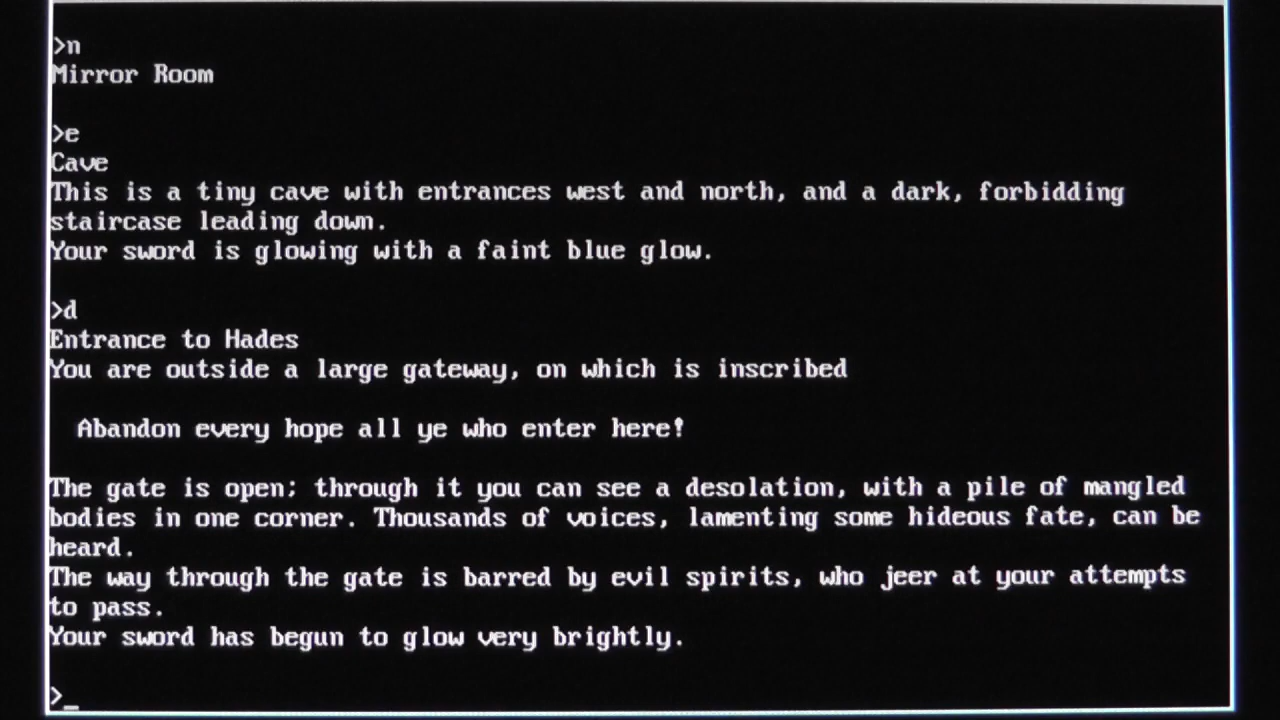 >n
Mirror Room
>e
Cave
This is a tiny cave with entrances west and north, and a dark, forbidding
staircase leading down.
Your sword is glowing with a faint blue glow.
>d
Entrance to Hades
You are outside a large gateway, on which is inscribed
Abandon every hope all ye who enter here!
The gate is open; through it you can see a desolation, with a pile of mangled
bodies in one corner. Thousands of voices, lamenting some hideous fate, can be
heard.
The way through the gate is barred by evil spirits, who jeer at your attempts
to pass.
Your sword has begun to glow very brightly.
>_